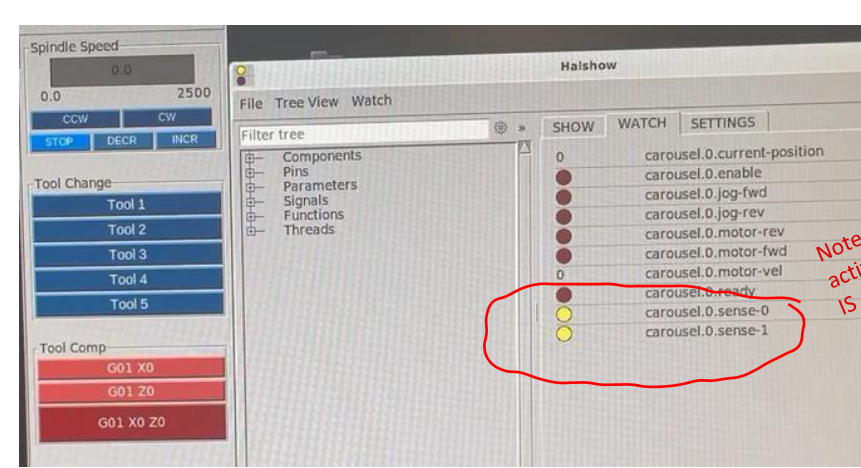 Spindle Speed
0.0
0.0 2500
CCW CW
STOP DECR INCR
Tool Change
Tool 1
Tool 2
Tool 3
Tool 4
Tool 5
Tool Comp
G01 X0
G01 Z0
G01 X0 Z0
Halshow
File Tree View Watch
Filter tree »
Components
Pins
Parameters
Signals
Functions
Threads
SHOW WATCH SETTINGS
0 carousel.0.current-position
carousel.0.enable
carousel.0.jog-fwd
carousel.0.jog-rev
carousel.0.motor-rev
carousel.0.motor-fwd
0 carousel.0.motor-vel
carousel.0.ready
carousel.0.sense-0
carousel.0.sense-1
Note
acti
IS